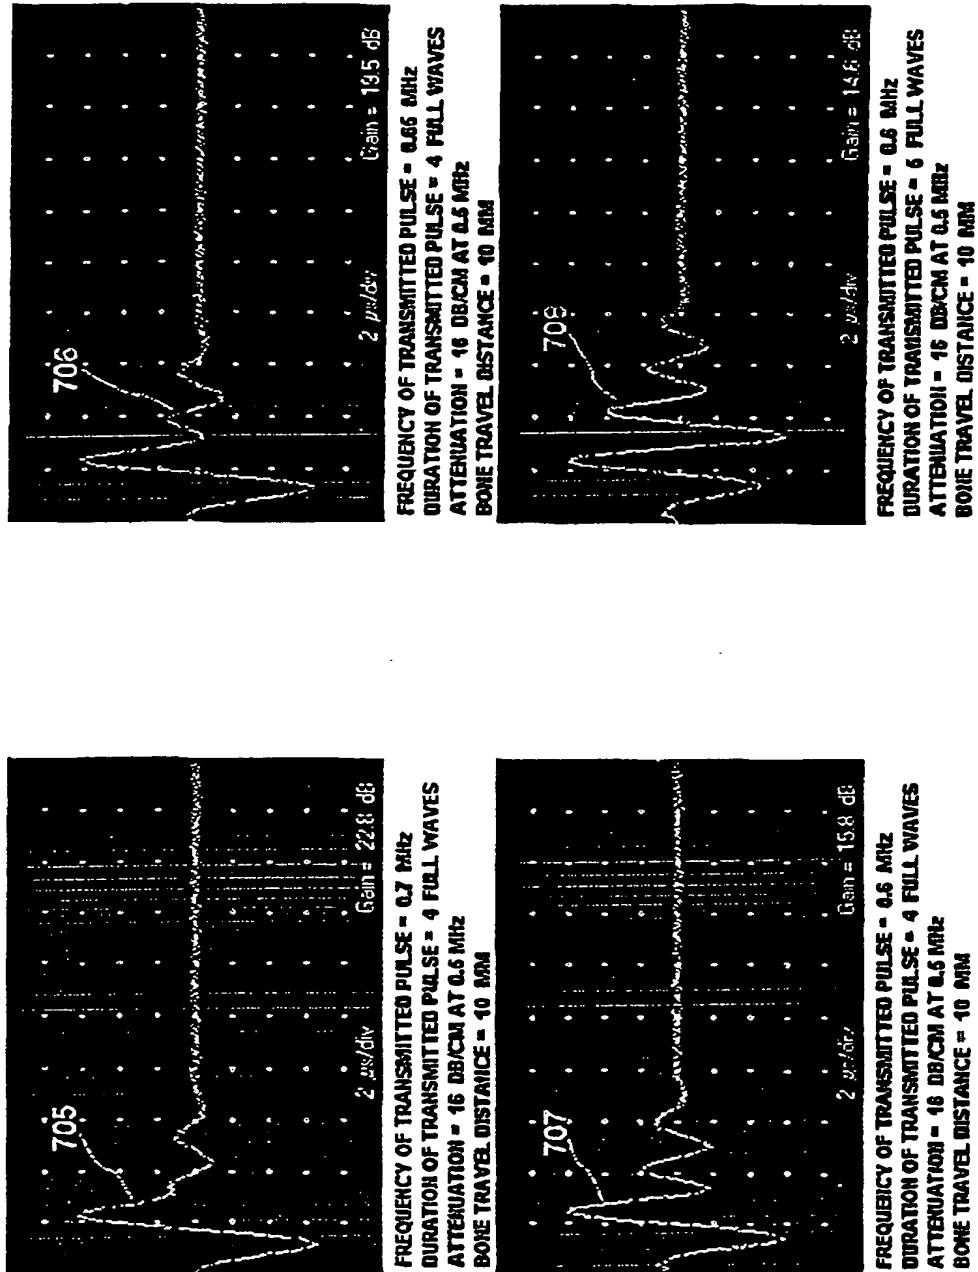 705
2 µs/div
Gain = 22.8 dB
FREQUENCY OF TRANSMITTED PULSE = 0.7 MHz
DURATION OF TRANSMITTED PULSE = 4 FULL WAVES
ATTENUATION = 16 DB/CM AT 0.5 MHz
BONE TRAVEL DISTANCE = 10 MM
706
2 µs/div
Gain = 19.5 dB
FREQUENCY OF TRANSMITTED PULSE = 0.65 MHz
DURATION OF TRANSMITTED PULSE = 4 FULL WAVES
ATTENUATION = 16 DB/CM AT 0.5 MHz
BONE TRAVEL DISTANCE = 10 MM
707
2 µs/div
Gain = 15.8 dB
FREQUENCY OF TRANSMITTED PULSE = 0.6 MHz
DURATION OF TRANSMITTED PULSE = 4 FULL WAVES
ATTENUATION = 16 DB/CM AT 0.5 MHz
BONE TRAVEL DISTANCE = 10 MM
708
2 µs/div
Gain = 14.6 dB
FREQUENCY OF TRANSMITTED PULSE = 0.6 MHz
DURATION OF TRANSMITTED PULSE = 6 FULL WAVES
ATTENUATION = 16 DB/CM AT 0.5 MHz
BONE TRAVEL DISTANCE = 10 MM